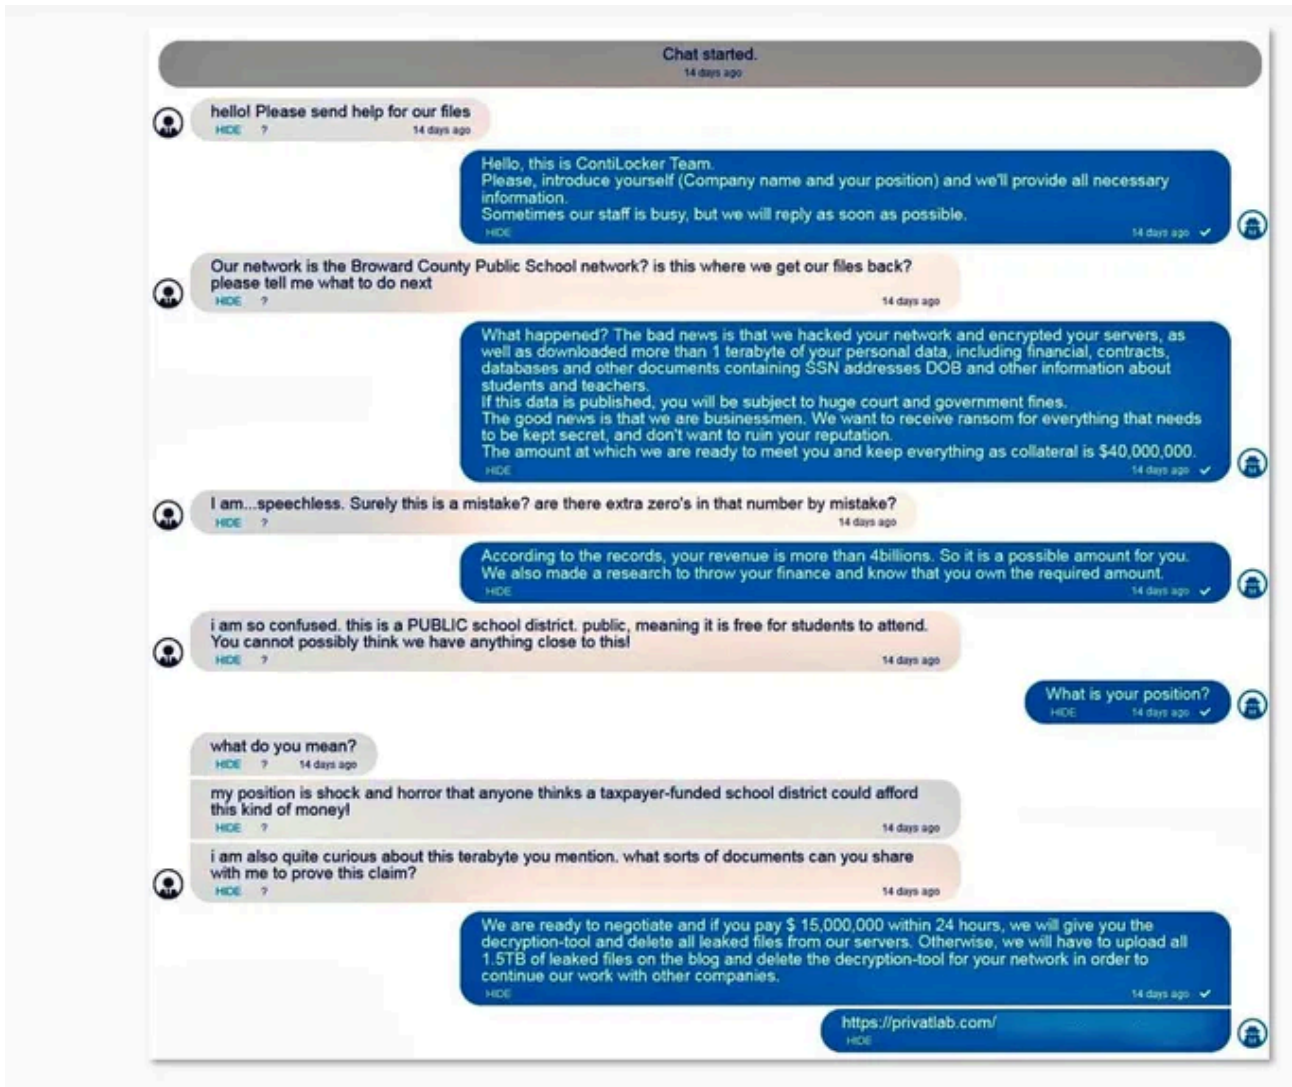 Chat started.
14 days ago
hello! Please send help for our files
HIDE ? 14 days ago
Hello, this is ContiLocker Team.
Please, introduce yourself (Company name and your position) and we'll provide all necessary
information.
Sometimes our staff is busy, but we will reply as soon as possible.
HIDE 14 days ago
Our network is the Broward County Public School network? is this where we get our files back?
please tell me what to do next
HIDE ? 14 days ago
What happened? The bad news is that we hacked your network and encrypted your servers, as
well as downloaded more than 1 terabyte of your personal data, including financial, contracts,
databases and other documents containing SSN addresses DOB and other information about
students and teachers.
If this data is published, you will be subject to huge court and government fines.
The good news is that we are businessmen. We want to receive ransom for everything that needs
to be kept secret, and don't want to ruin your reputation.
The amount at which we are ready to meet you and keep everything as collateral is $40,000,000.
HIDE 14 days ago
I am...speechless. Surely this is a mistake? are there extra zero's in that number by mistake?
HIDE ? 14 days ago
According to the records, your revenue is more than 4billions. So it is a possible amount for you.
We also made a research to throw your finance and know that you own the required amount.
HIDE 14 days ago
i am so confused. this is a PUBLIC school district. public, meaning it is free for students to attend.
You cannot possibly think we have anything close to this!
HIDE ? 14 days ago
What is your position?
HIDE 14 days ago
what do you mean?
HIDE ? 14 days ago
my position is shock and horror that anyone thinks a taxpayer-funded school district could afford
this kind of money!
HIDE ? 14 days ago
i am also quite curious about this terabyte you mention. what sorts of documents can you share
with me to prove this claim?
HIDE ? 14 days ago
We are ready to negotiate and if you pay $ 15,000,000 within 24 hours, we will give you the
decryption-tool and delete all leaked files from our servers. Otherwise, we will have to upload all
1.5TB of leaked files on the blog and delete the decryption-tool for your network in order to
continue our work with other companies.
HIDE 14 days ago
https://privatlab.com/
HIDE